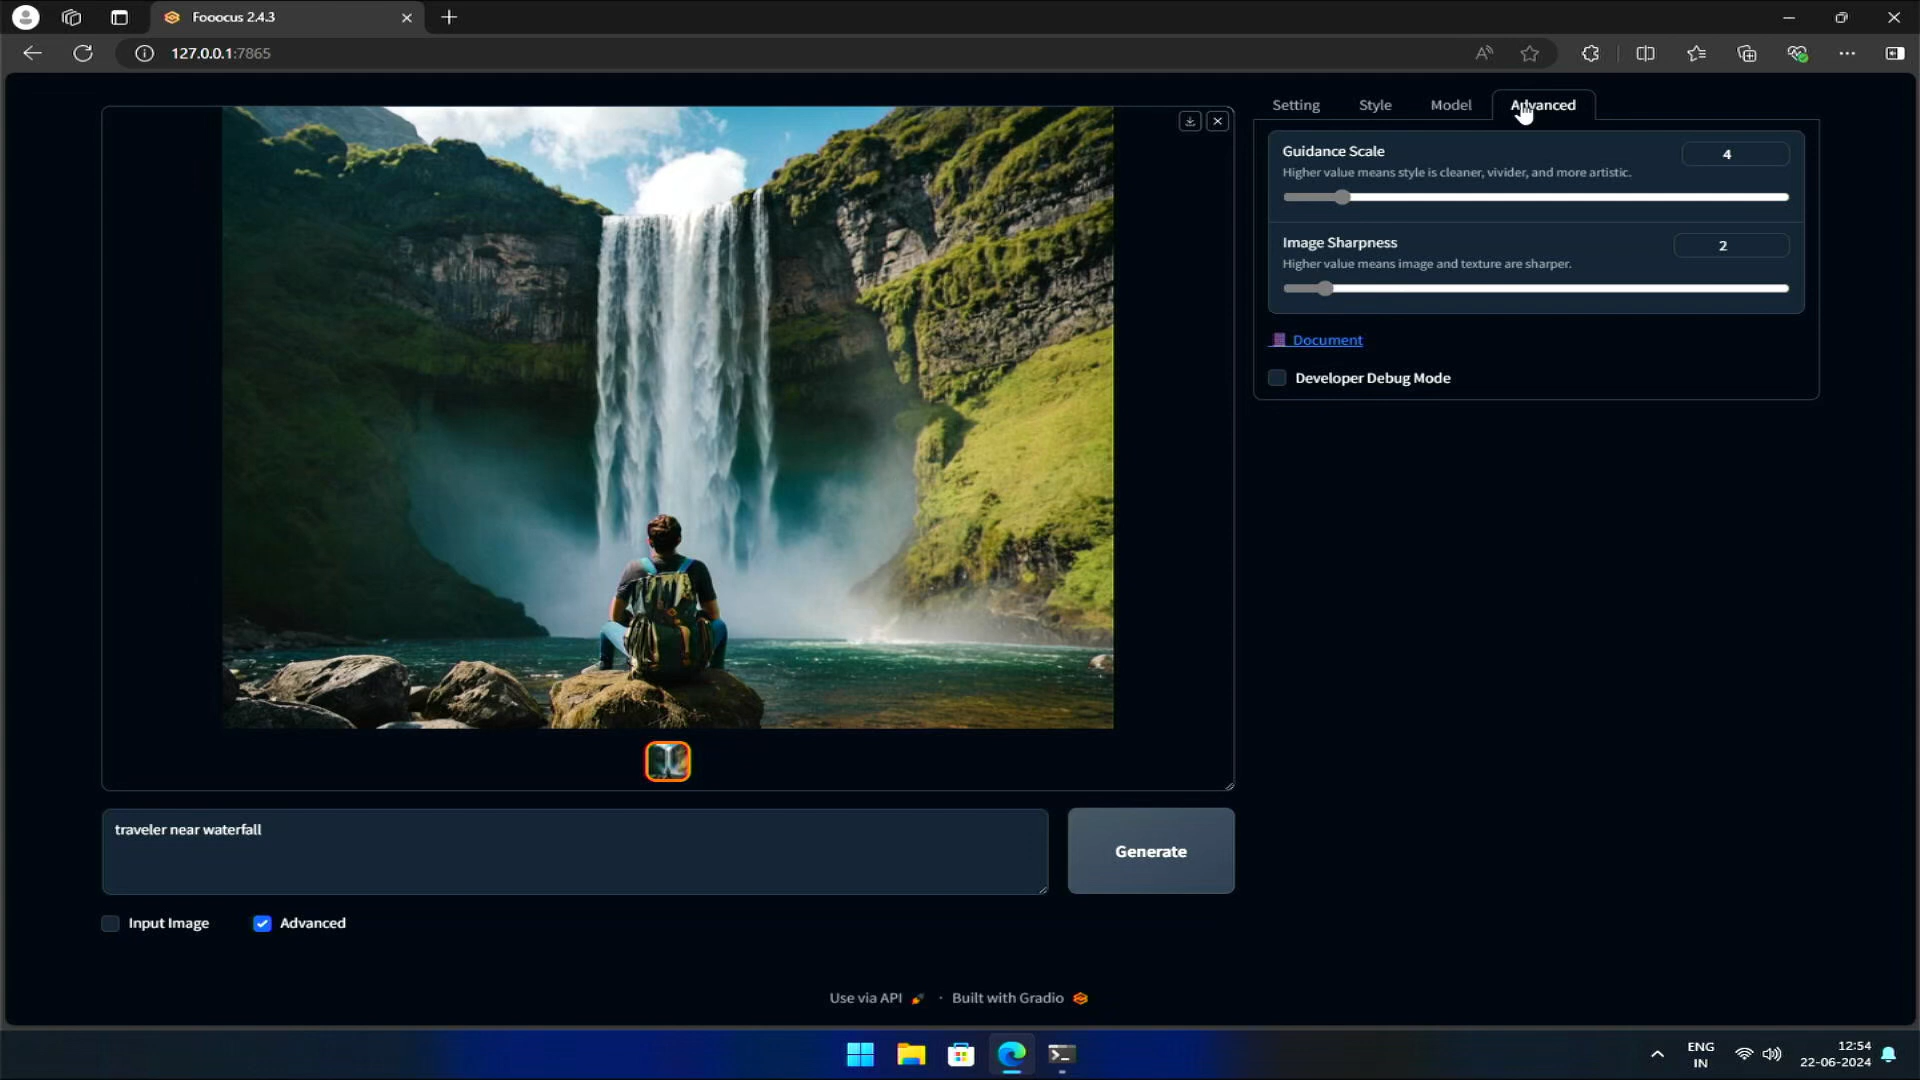 Fooocus 2.4.3
127.0.0.1:7865
Setting
Style
Model
Advanced
Guidance Scale
4
Higher value means style is cleaner, vivider, and more artistic.
Image Sharpness
2
Higher value means image and texture are sharper.
Document
Developer Debug Mode
traveler near waterfall
Generate
Input Image
Advanced
Use via API · Built with Gradio
ENG
IN
12:54
22-06-2024